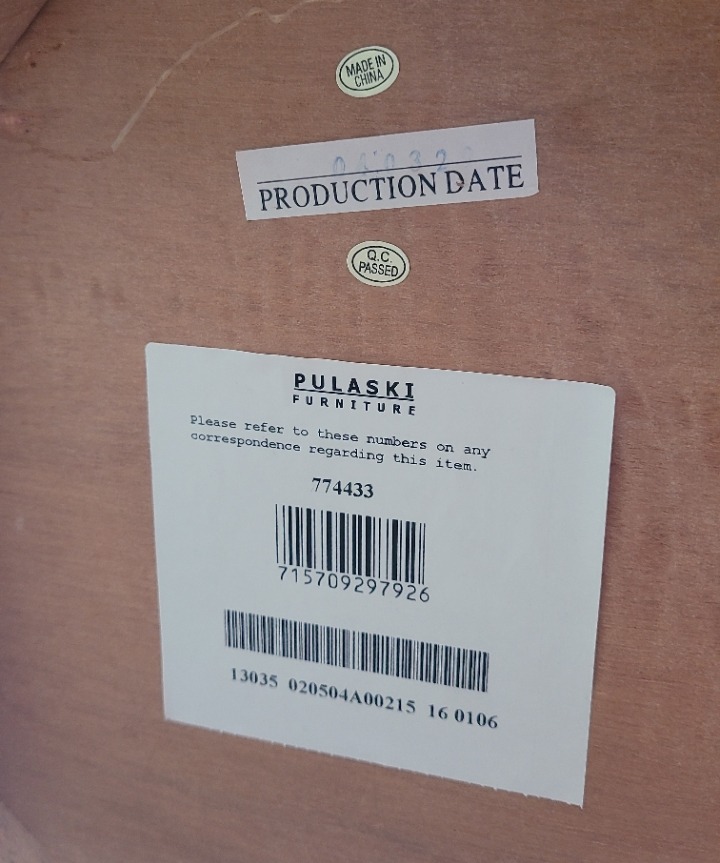 MADE IN
CHINA
PRODUCTION DATE
Q.C.
PASSED
PULASKI
FURNITURE
Please refer to these numbers on any
correspondence regarding this item.
774433
715709297926
13035 020504A00215 16 0106